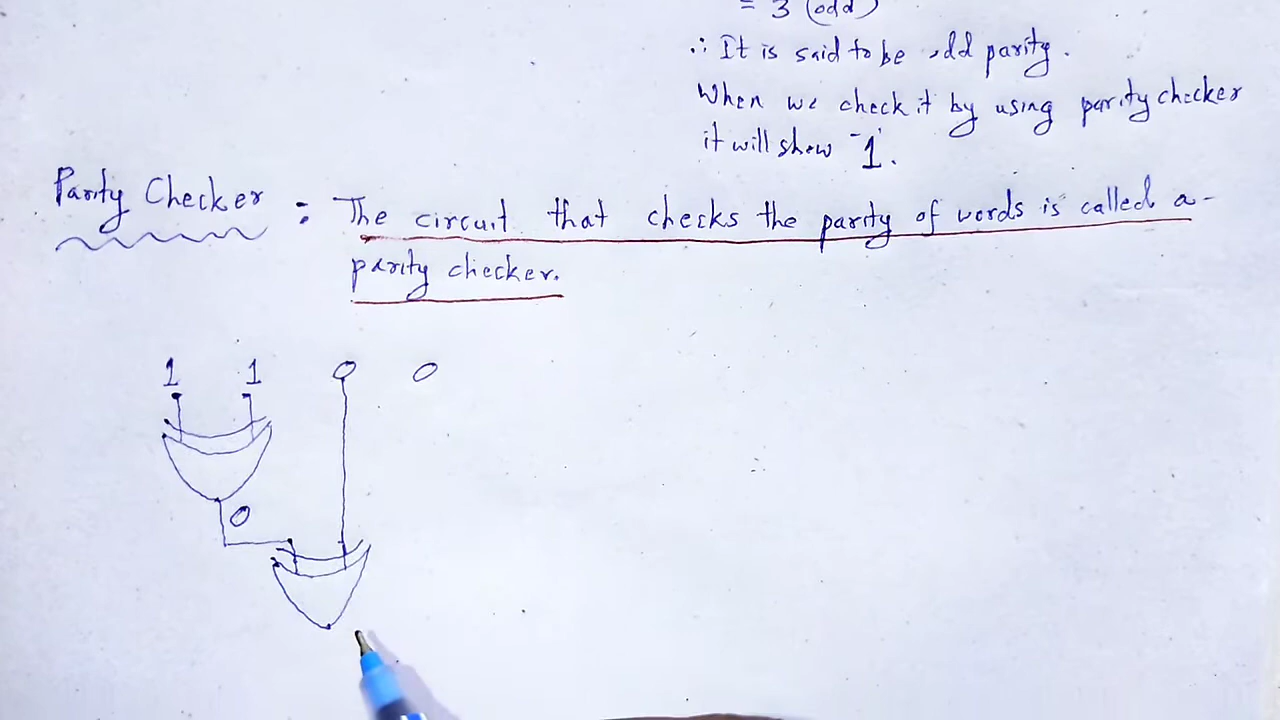 = 3 (odd)
∴ It is said to be odd parity.
When we check it by using parity checker
it will show '1'.
Parity Checker : The circuit that checks the parity of words is called a-
parity checker.
1 1 0 0
0